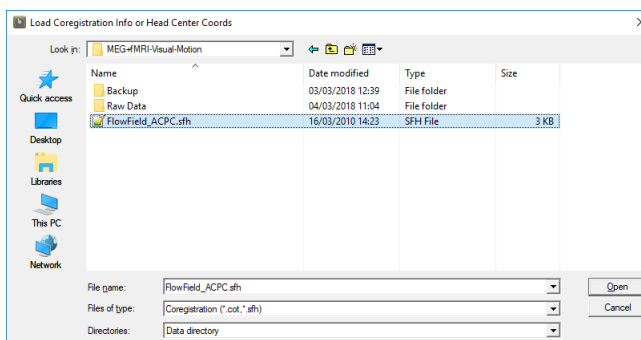 Load Coregistration Info or Head Center Coords
Look in: MEG+fMRI-Visual-Motion
Name Date modified Type Size
Backup 03/03/2018 12:39 File folder
Raw Data 04/03/2018 11:04 File folder
FlowField_ACPC.sfh 16/03/2010 14:23 SFH File 3 KB
Quick access
Desktop
Libraries
This PC
Network
File name: FlowField_ACPC.sfh Open
Files of type: Coregistration (*.cot,*.sfh) Cancel
Directories: Data directory